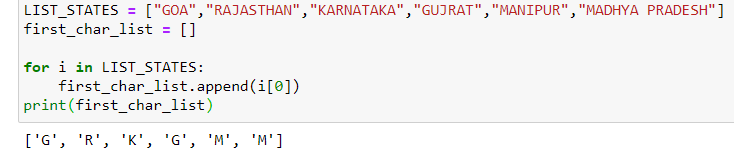 LIST_STATES = ["GOA","RAJASTHAN","KARNATAKA","GUJRAT","MANIPUR","MADHYA PRADESH"]
first_char_list = []
for i in LIST_STATES:
    first_char_list.append(i[0])
print(first_char_list)
['G', 'R', 'K', 'G', 'M', 'M']